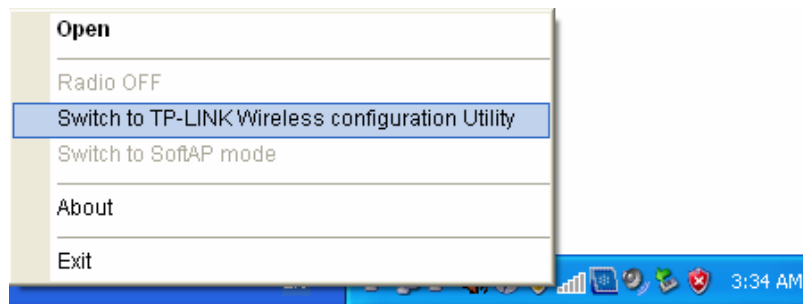 Open
Radio OFF
Switch to TP-LINK Wireless configuration Utility
Switch to SoftAP mode
About
Exit
3:34 AM